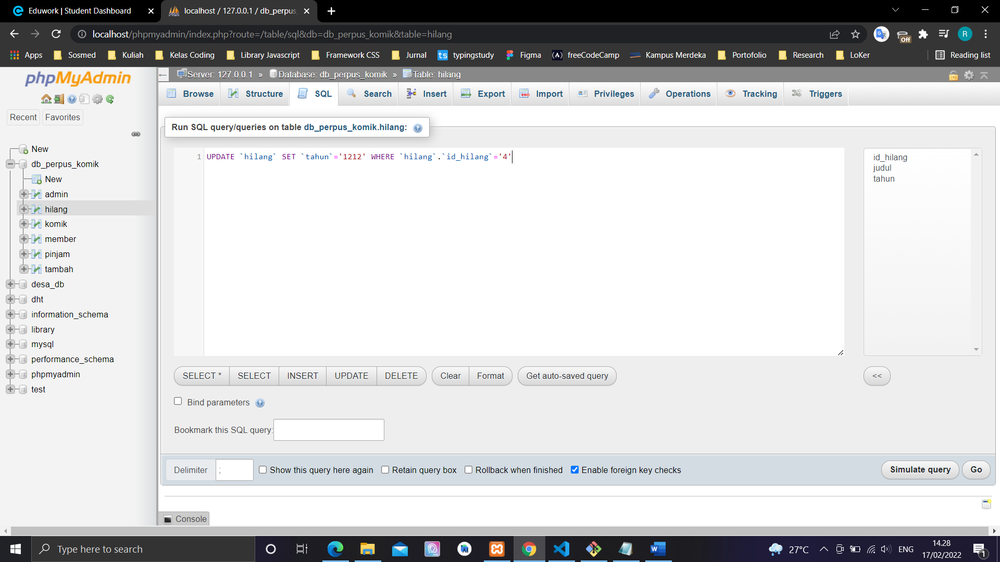 Eduwork | Student Dashboard
localhost / 127.0.0.1 / db_perpus_
localhost/phpmyadmin/index.php?route=/table/sql&db=db_perpus_komik&table=hilang
Off
R
Apps Sosmed Kuliah Kelas Coding Library Javascript Framework CSS Jurnal ts typingstudy Figma freeCodeCamp Kampus Merdeka Portofolio Research LoKer Reading list
phpMyAdmin
Recent Favorites
New
db_perpus_komik
New
admin
hilang
komik
member
pinjam
tambah
desa_db
dht
information_schema
library
mysql
performance_schema
phpmyadmin
test
Server: 127.0.0.1 » Database: db_perpus_komik » Table: hilang
Browse Structure SQL Search Insert Export Import Privileges Operations Tracking Triggers
Run SQL query/queries on table db_perpus_komik.hilang:
1 UPDATE `hilang` SET `tahun`='1212' WHERE `hilang`.`id_hilang`='4'
id_hilang
judul
tahun
SELECT * SELECT INSERT UPDATE DELETE Clear Format Get auto-saved query <<
Bind parameters
Bookmark this SQL query:
Delimiter ; Show this query here again Retain query box Rollback when finished Enable foreign key checks Simulate query Go
Console
Type here to search
27°C ENG
14.28
17/02/2022
1